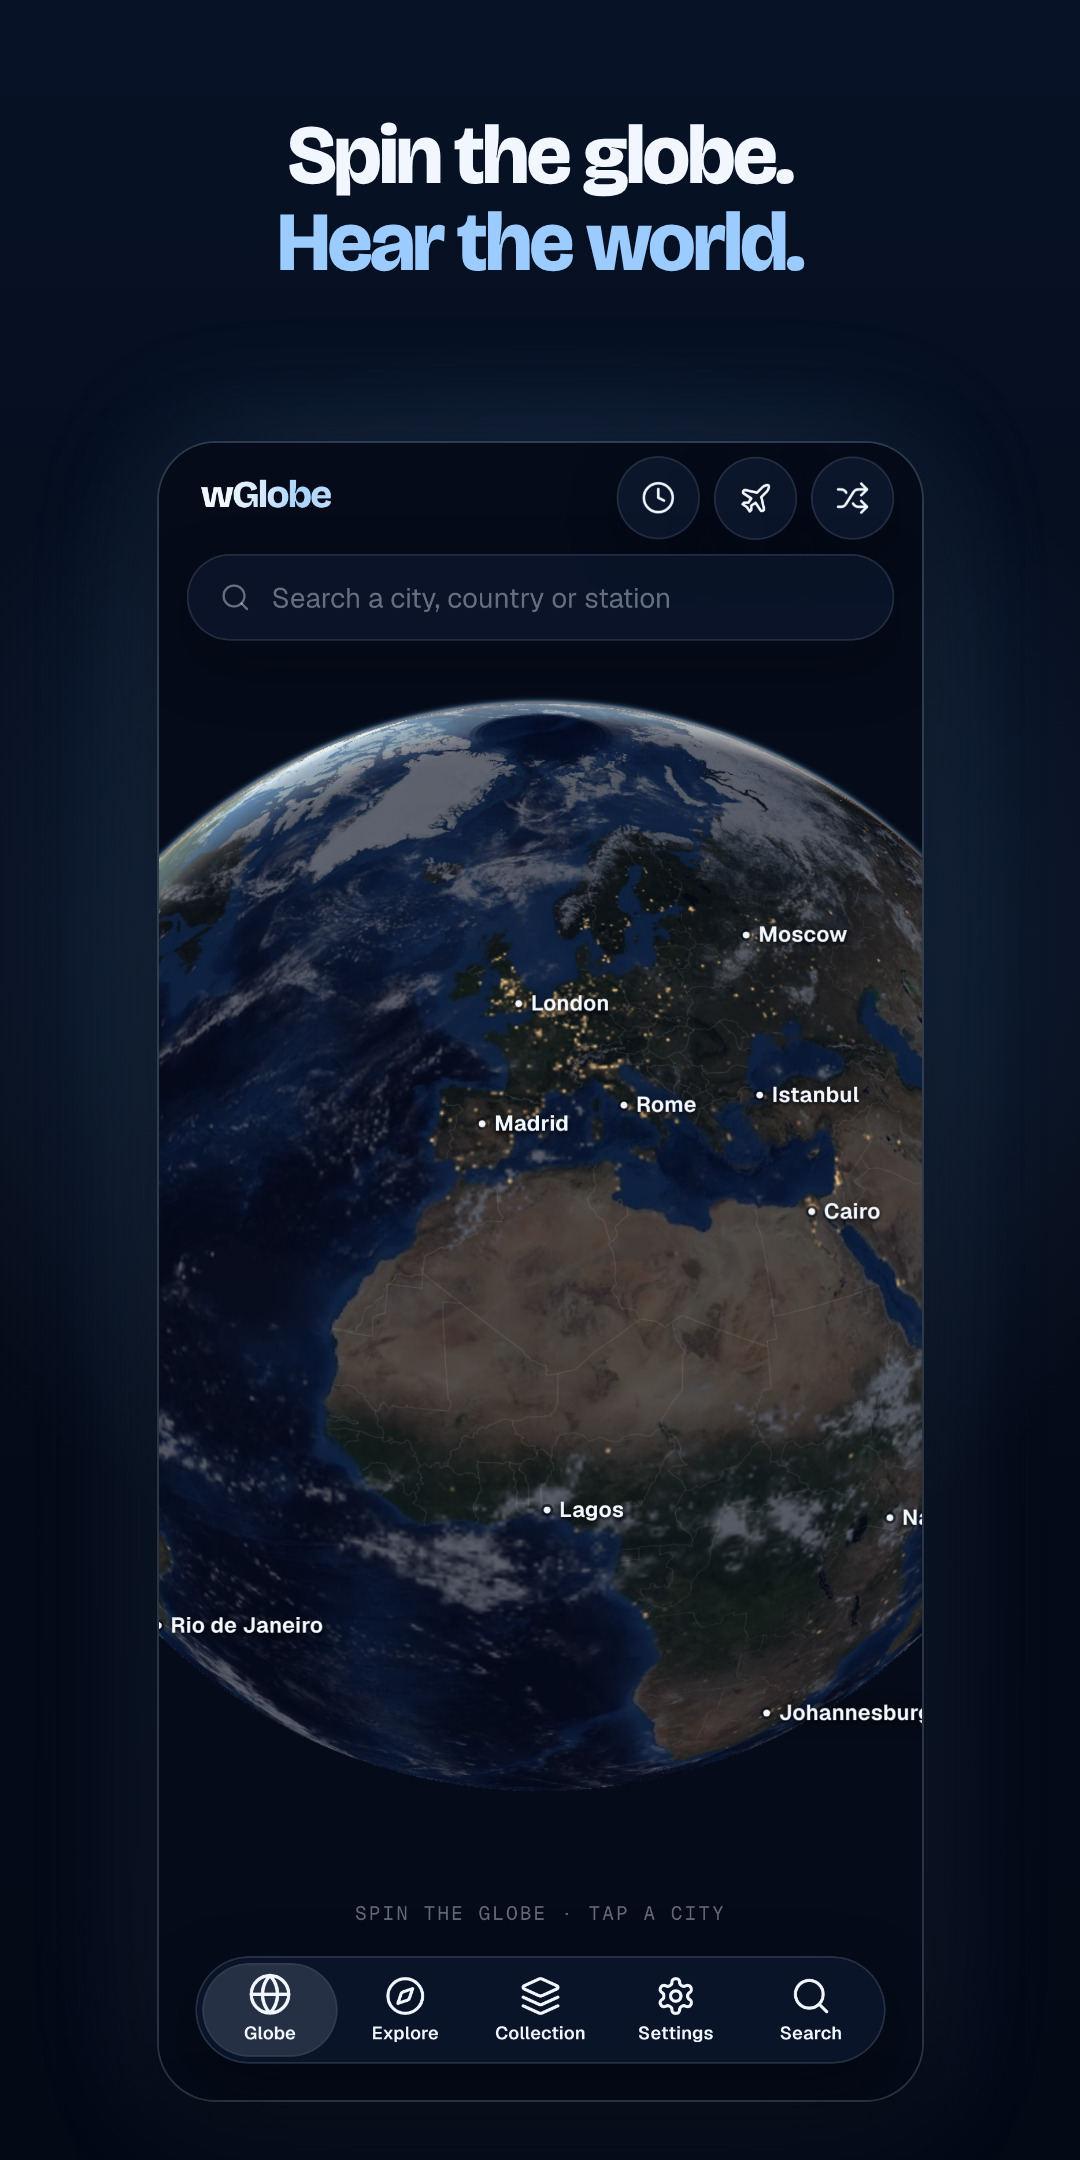 Spin the globe.
Hear the world.
wGlobe
Search a city, country or station
Moscow
London
Istanbul
Rome
Madrid
Cairo
Lagos
Rio de Janeiro
Johannesburg
SPIN THE GLOBE · TAP A CITY
Globe
Explore
Collection
Settings
Search